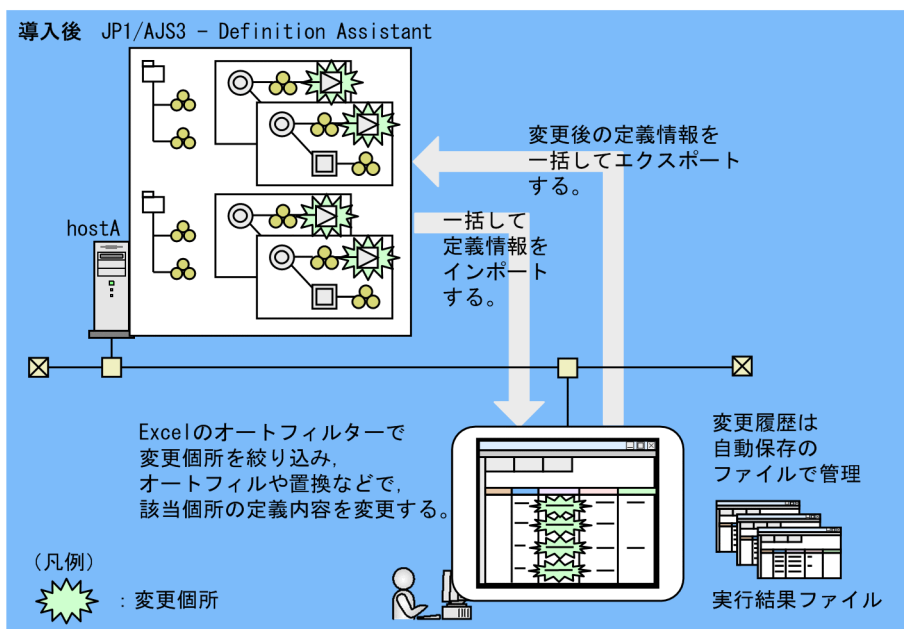 導入後 JP1/AJS3 - Definition Assistant
変更後の定義情報を
一括してエクスポート
する。
hostA
一括して
定義情報を
インポート
する。
Excelのオートフィルターで
変更個所を絞り込み,
オートフィルや置換などで,
該当個所の定義内容を変更する。
変更履歴は
自動保存の
ファイルで管理
(凡例)
：変更個所
実行結果ファイル